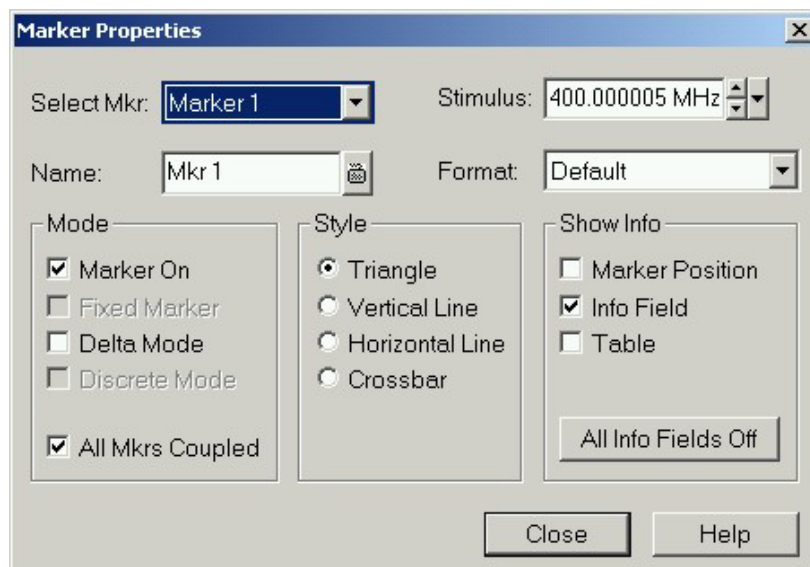 Marker Properties
Select Mkr: Marker 1 Stimulus: 400.000005 MHz
Name: Mkr 1 Format: Default
Mode
Marker On
Fixed Marker
Delta Mode
Discrete Mode
All Mkrs Coupled
Style
Triangle
Vertical Line
Horizontal Line
Crossbar
Show Info
Marker Position
Info Field
Table
All Info Fields Off
Close Help